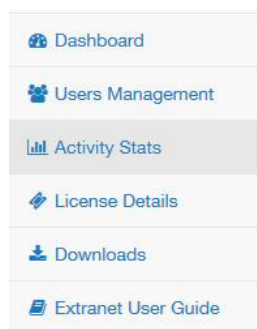 Dashboard
Users Management
Activity Stats
License Details
Downloads
Extranet User Guide